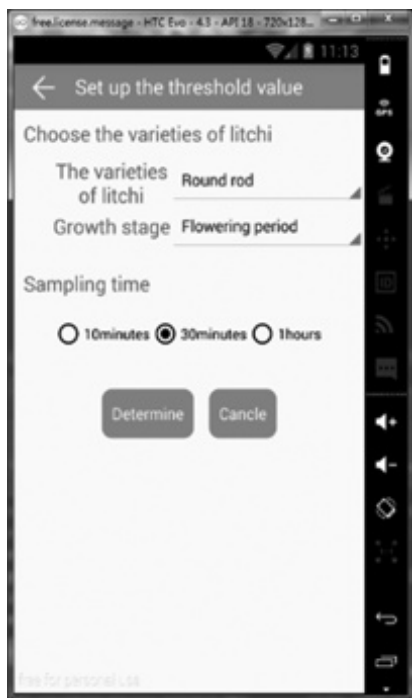 free.license.message - HTC Evo - 4.3 - API 18 - 720x128...
11:13
GPS
Set up the threshold value
Choose the varieties of litchi
The varieties
of litchi
Round rod
Growth stage
Flowering period
Sampling time
10minutes
30minutes
1hours
Determine
Cancle
ID
free for personal use